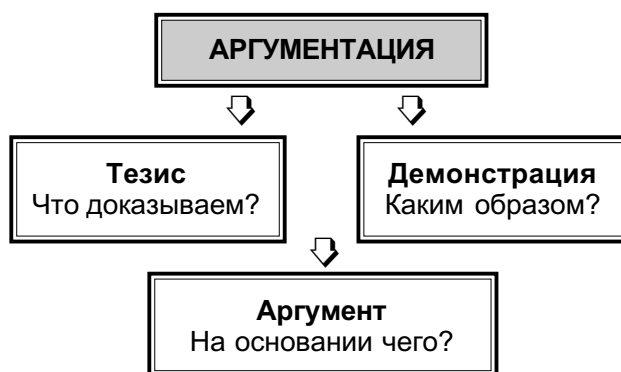 АРГУМЕНТАЦИЯ
Тезис
Что доказываем?
Демонстрация
Каким образом?
Аргумент
На основании чего?